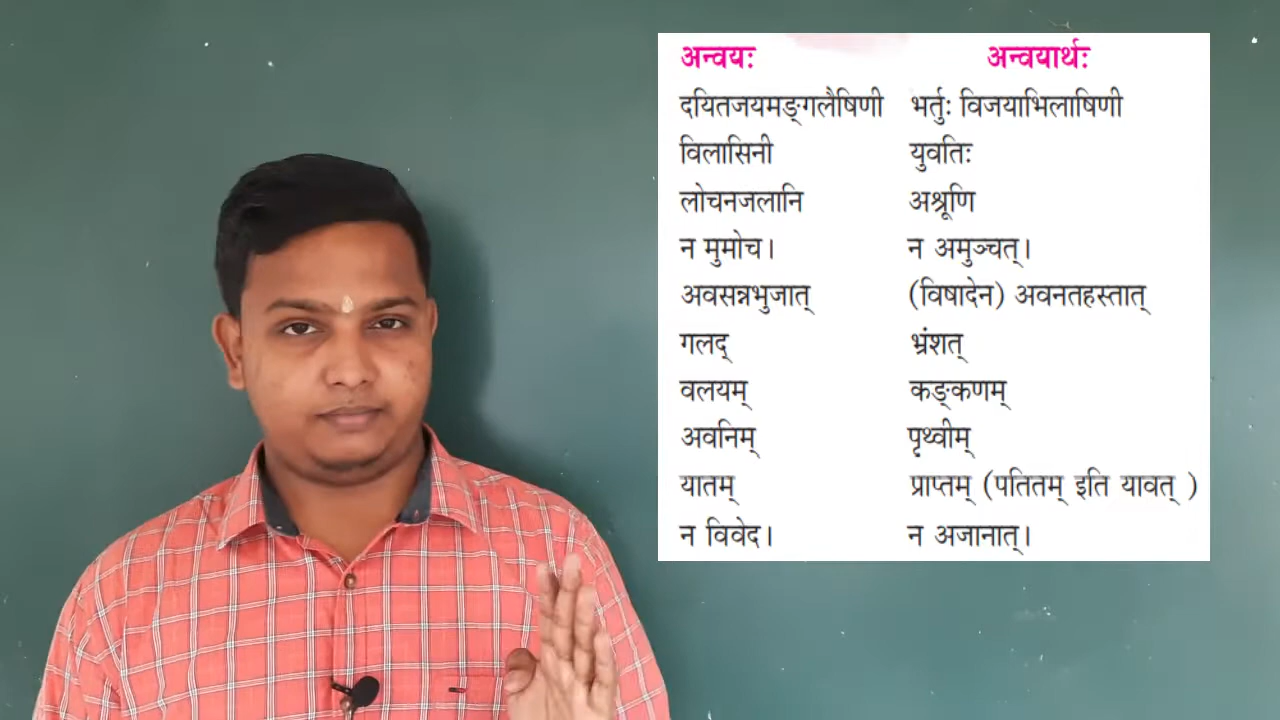 अन्वयः अन्वयार्थः
दयितजयमङ्गलैषिणी भर्तुः विजयाभिलाषिणी
विलासिनी युवतिः
लोचनजलानि अश्रूणि
न मुमोच। न अमुञ्चत्।
अवसन्नभुजात् (विषादेन) अवनतहस्तात्
गलद् भ्रंशत्
वलयम् कङ्कणम्
अवनिम् पृथ्वीम्
यातम् प्राप्तम् (पतितम् इति यावत् )
न विवेद। न अजानात्।